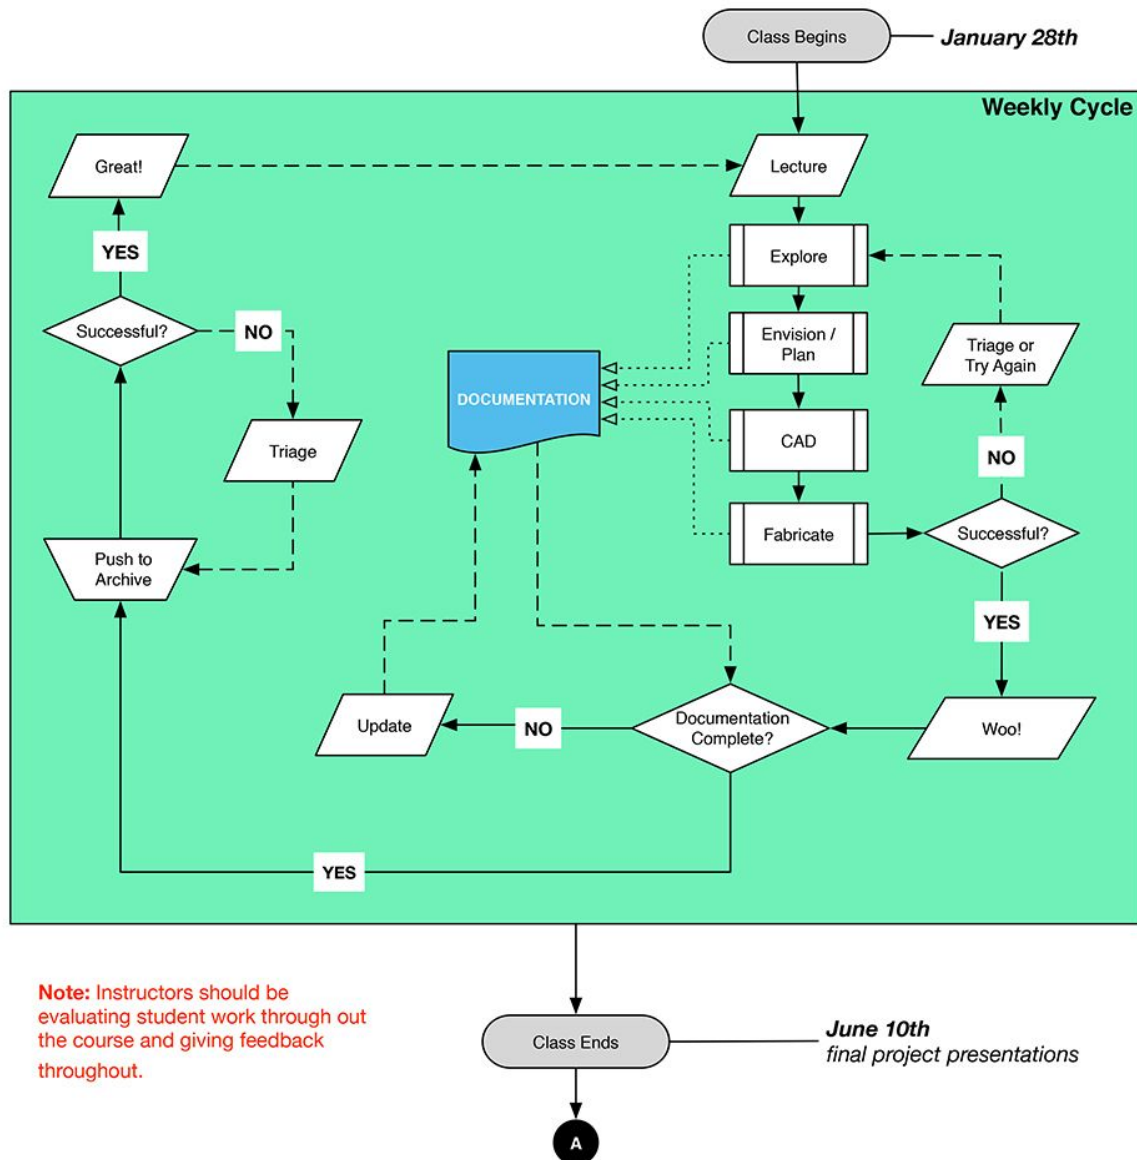 Class Begins
January 28th
Weekly Cycle
Great!
Lecture
YES
Explore
Successful?
NO
Envision /
Plan
Triage or
Try Again
DOCUMENTATION
Triage
CAD
NO
Push to
Archive
Fabricate
Successful?
YES
Update
NO
Documentation
Complete?
Woo!
YES
Note: Instructors should be
evaluating student work through out
the course and giving feedback
throughout.
Class Ends
June 10th
final project presentations
A